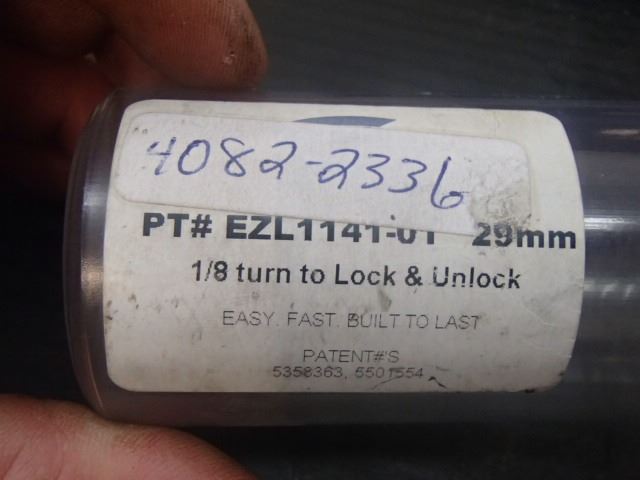 4082-2336
PT# EZL1141-01 29mm
1/8 turn to Lock & Unlock
EASY. FAST. BUILT TO LAST
PATENT#'S
5358363, 5501554